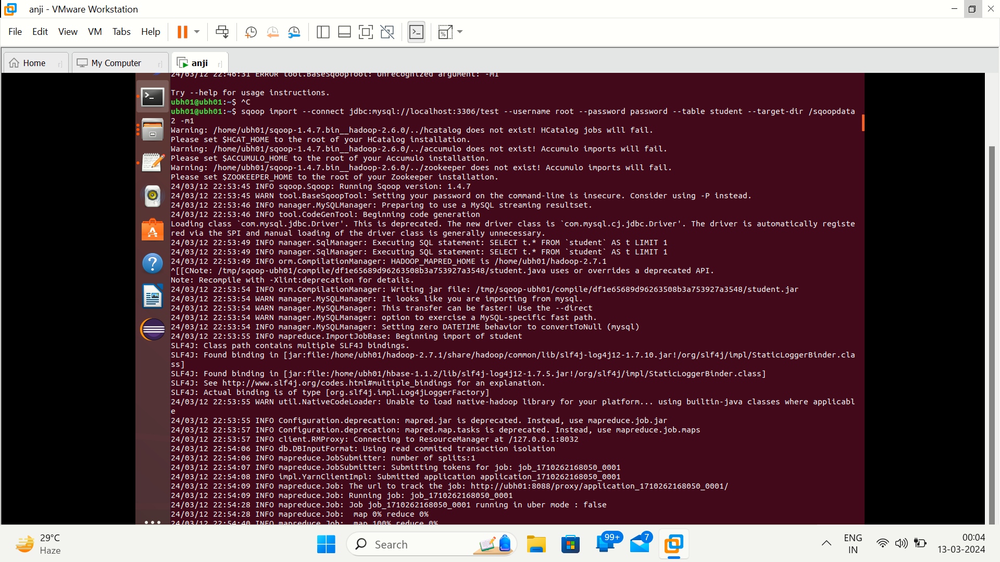 anji - VMware Workstation
File Edit View VM Tabs Help
Home My Computer anji
24/03/12 22:46:31 ERROR tool.BaseSqoopTool: Unrecognized argument: -m1
Try --help for usage instructions.
ubh01@ubh01:~$ ^C
ubh01@ubh01:~$ sqoop import --connect jdbc:mysql://localhost:3306/test --username root --password password --table student --target-dir /sqoopdata
2 -m1
Warning: /home/ubh01/sqoop-1.4.7.bin__hadoop-2.6.0/../hcatalog does not exist! HCatalog jobs will fail.
Please set $HCAT_HOME to the root of your HCatalog installation.
Warning: /home/ubh01/sqoop-1.4.7.bin__hadoop-2.6.0/../accumulo does not exist! Accumulo imports will fail.
Please set $ACCUMULO_HOME to the root of your Accumulo installation.
Warning: /home/ubh01/sqoop-1.4.7.bin__hadoop-2.6.0/../zookeeper does not exist! Accumulo imports will fail.
Please set $ZOOKEEPER_HOME to the root of your Zookeeper installation.
24/03/12 22:53:45 INFO sqoop.Sqoop: Running Sqoop version: 1.4.7
24/03/12 22:53:45 WARN tool.BaseSqoopTool: Setting your password on the command-line is insecure. Consider using -P instead.
24/03/12 22:53:46 INFO manager.MySQLManager: Preparing to use a MySQL streaming resultset.
24/03/12 22:53:46 INFO tool.CodeGenTool: Beginning code generation
Loading class `com.mysql.jdbc.Driver'. This is deprecated. The new driver class is `com.mysql.cj.jdbc.Driver'. The driver is automatically registe
red via the SPI and manual loading of the driver class is generally unnecessary.
24/03/12 22:53:49 INFO manager.SqlManager: Executing SQL statement: SELECT t.* FROM `student` AS t LIMIT 1
24/03/12 22:53:49 INFO manager.SqlManager: Executing SQL statement: SELECT t.* FROM `student` AS t LIMIT 1
24/03/12 22:53:49 INFO orm.CompilationManager: HADOOP_MAPRED_HOME is /home/ubh01/hadoop-2.7.1
^[[CNote: /tmp/sqoop-ubh01/compile/df1e65689d96263508b3a753927a3548/student.java uses or overrides a deprecated API.
Note: Recompile with -Xlint:deprecation for details.
24/03/12 22:53:54 INFO orm.CompilationManager: Writing jar file: /tmp/sqoop-ubh01/compile/df1e65689d96263508b3a753927a3548/student.jar
24/03/12 22:53:54 WARN manager.MySQLManager: It looks like you are importing from mysql.
24/03/12 22:53:54 WARN manager.MySQLManager: This transfer can be faster! Use the --direct
24/03/12 22:53:54 WARN manager.MySQLManager: option to exercise a MySQL-specific fast path.
24/03/12 22:53:54 INFO manager.MySQLManager: Setting zero DATETIME behavior to convertToNull (mysql)
24/03/12 22:53:55 INFO mapreduce.ImportJobBase: Beginning import of student
SLF4J: Class path contains multiple SLF4J bindings.
SLF4J: Found binding in [jar:file:/home/ubh01/hadoop-2.7.1/share/hadoop/common/lib/slf4j-log4j12-1.7.10.jar!/org/slf4j/impl/StaticLoggerBinder.cla
ss]
SLF4J: Found binding in [jar:file:/home/ubh01/hbase-1.1.2/lib/slf4j-log4j12-1.7.5.jar!/org/slf4j/impl/StaticLoggerBinder.class]
SLF4J: See http://www.slf4j.org/codes.html#multiple_bindings for an explanation.
SLF4J: Actual binding is of type [org.slf4j.impl.Log4jLoggerFactory]
24/03/12 22:53:55 WARN util.NativeCodeLoader: Unable to load native-hadoop library for your platform... using builtin-java classes where applicabl
e
24/03/12 22:53:55 INFO Configuration.deprecation: mapred.jar is deprecated. Instead, use mapreduce.job.jar
24/03/12 22:53:57 INFO Configuration.deprecation: mapred.map.tasks is deprecated. Instead, use mapreduce.job.maps
24/03/12 22:53:57 INFO client.RMProxy: Connecting to ResourceManager at /127.0.0.1:8032
24/03/12 22:54:06 INFO db.DBInputFormat: Using read commited transaction isolation
24/03/12 22:54:06 INFO mapreduce.JobSubmitter: number of splits:1
24/03/12 22:54:07 INFO mapreduce.JobSubmitter: Submitting tokens for job: job_1710262168050_0001
24/03/12 22:54:08 INFO impl.YarnClientImpl: Submitted application application_1710262168050_0001
24/03/12 22:54:09 INFO mapreduce.Job: The url to track the job: http://ubh01:8088/proxy/application_1710262168050_0001/
24/03/12 22:54:09 INFO mapreduce.Job: Running job: job_1710262168050_0001
24/03/12 22:54:28 INFO mapreduce.Job: Job job_1710262168050_0001 running in uber mode : false
24/03/12 22:54:28 INFO mapreduce.Job:  map 0% reduce 0%
24/03/12 22:54:40 INFO mapreduce.Job:  map 100% reduce 0%
29°C
Haze
Search
99+
7
ENG
IN
00:04
13-03-2024